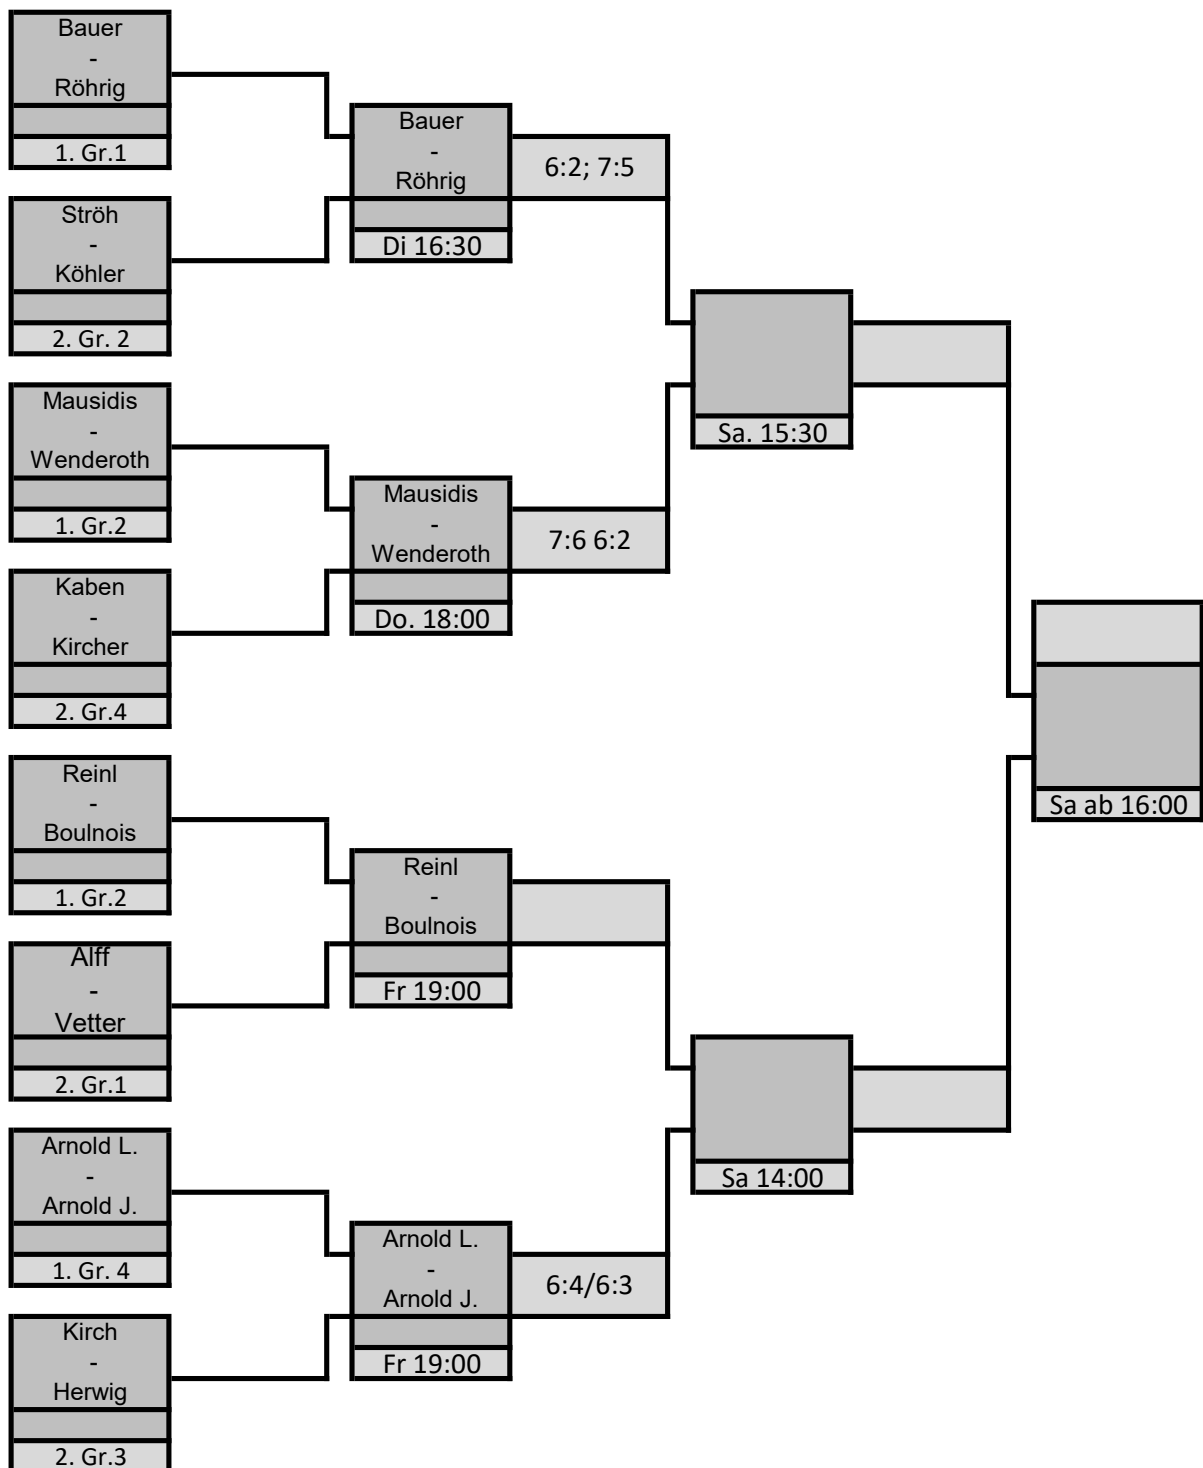 Bauer
-
Röhrig
1. Gr.1
Ströh
-
Köhler
2. Gr. 2
Mausidis
-
Wenderoth
1. Gr.2
Kaben
-
Kircher
2. Gr.4
Reinl
-
Boulnois
1. Gr.2
Alff
-
Vetter
2. Gr.1
Arnold L.
-
Arnold J.
1. Gr. 4
Kirch
-
Herwig
2. Gr.3
Bauer
-
Röhrig
Di 16:30
6:2; 7:5
Mausidis
-
Wenderoth
Do. 18:00
7:6 6:2
Reinl
-
Boulnois
Fr 19:00
Arnold L.
-
Arnold J.
Fr 19:00
6:4/6:3
Sa. 15:30
Sa 14:00
Sa ab 16:00